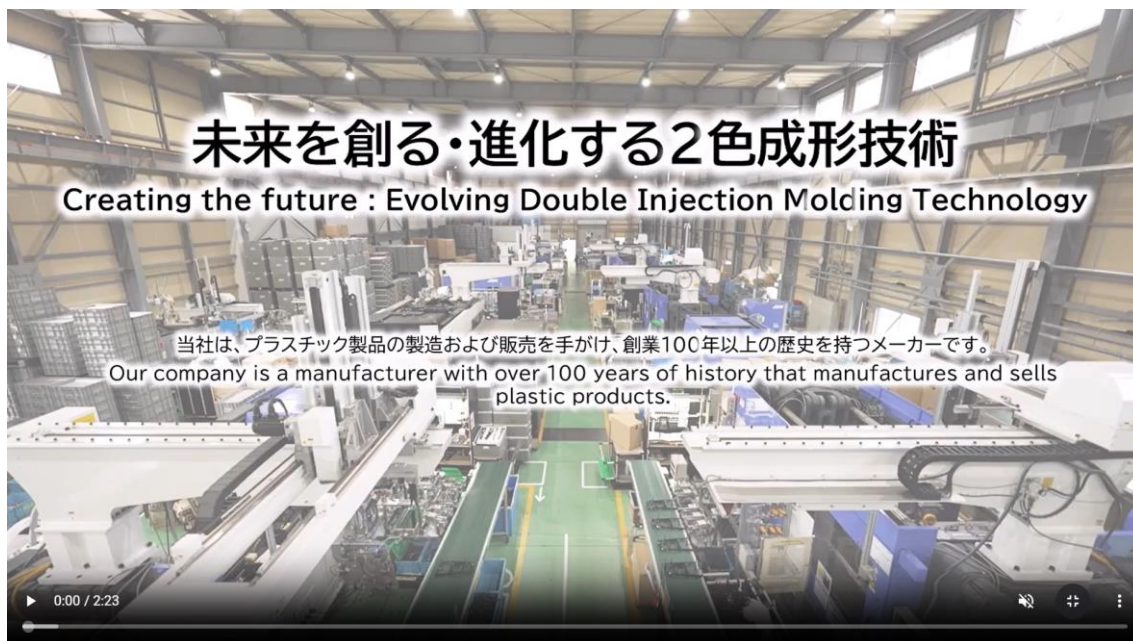 未来を創る・進化する２色成形技術
Creating the future : Evolving Double Injection Molding Technology
当社は、プラスチック製品の製造および販売を手がけ、創業100年以上の歴史を持つメーカーです。
Our company is a manufacturer with over 100 years of history that manufactures and sells
plastic products.
0:00 / 2:23